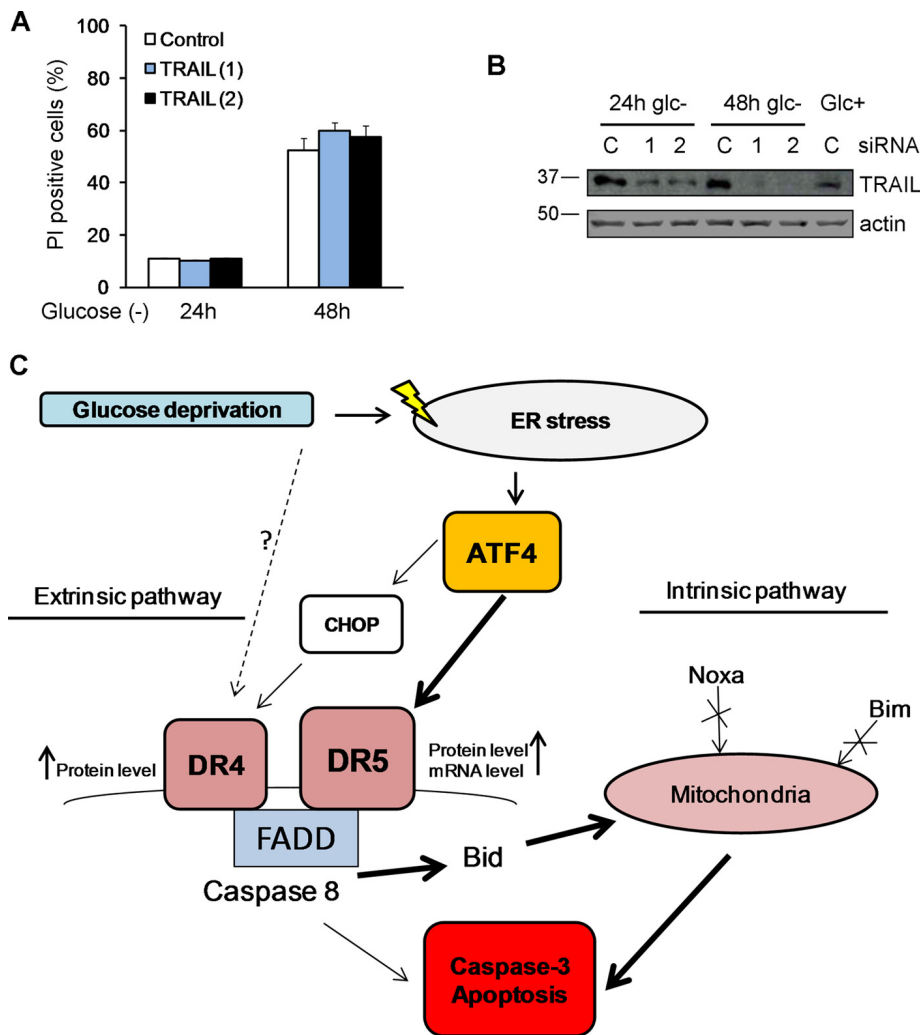 A
100
80
60
40
20
0
PI positive cells (%)
Control
TRAIL (1)
TRAIL (2)
Glucose (-) 24h 48h
B
24h glc- 48h glc- Glc+
C 1 2 C 1 2 C siRNA
37 TRAIL
50 actin
C
Glucose deprivation
ER stress
?
ATF4
Extrinsic pathway
Intrinsic pathway
CHOP
Noxa
Bim
DR4
DR5
Protein level
Protein level
mRNA level
Mitochondria
FADD
Bid
Caspase 8
Caspase-3
Apoptosis